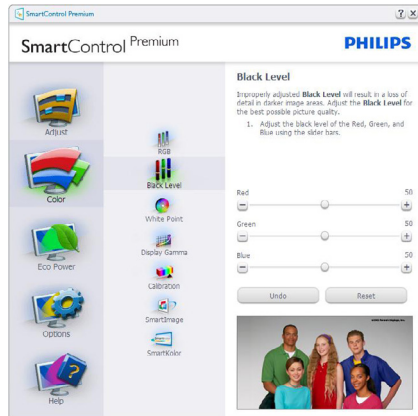 SmartControl Premium
SmartControl Premium
PHILIPS
Adjust
Color
Eco Power
Options
Help
RGB
Black Level
White Point
Display Gamma
Calibration
SmartImage
SmartKolor
Black Level
Improperly adjusted Black Level will result in a loss of
detail in darker image areas. Adjust the Black Level for
the best possible picture quality.
1. Adjust the black level of the Red, Green, and
Blue using the slider bars.
Red 50
Green 50
Blue 50
Undo
Reset